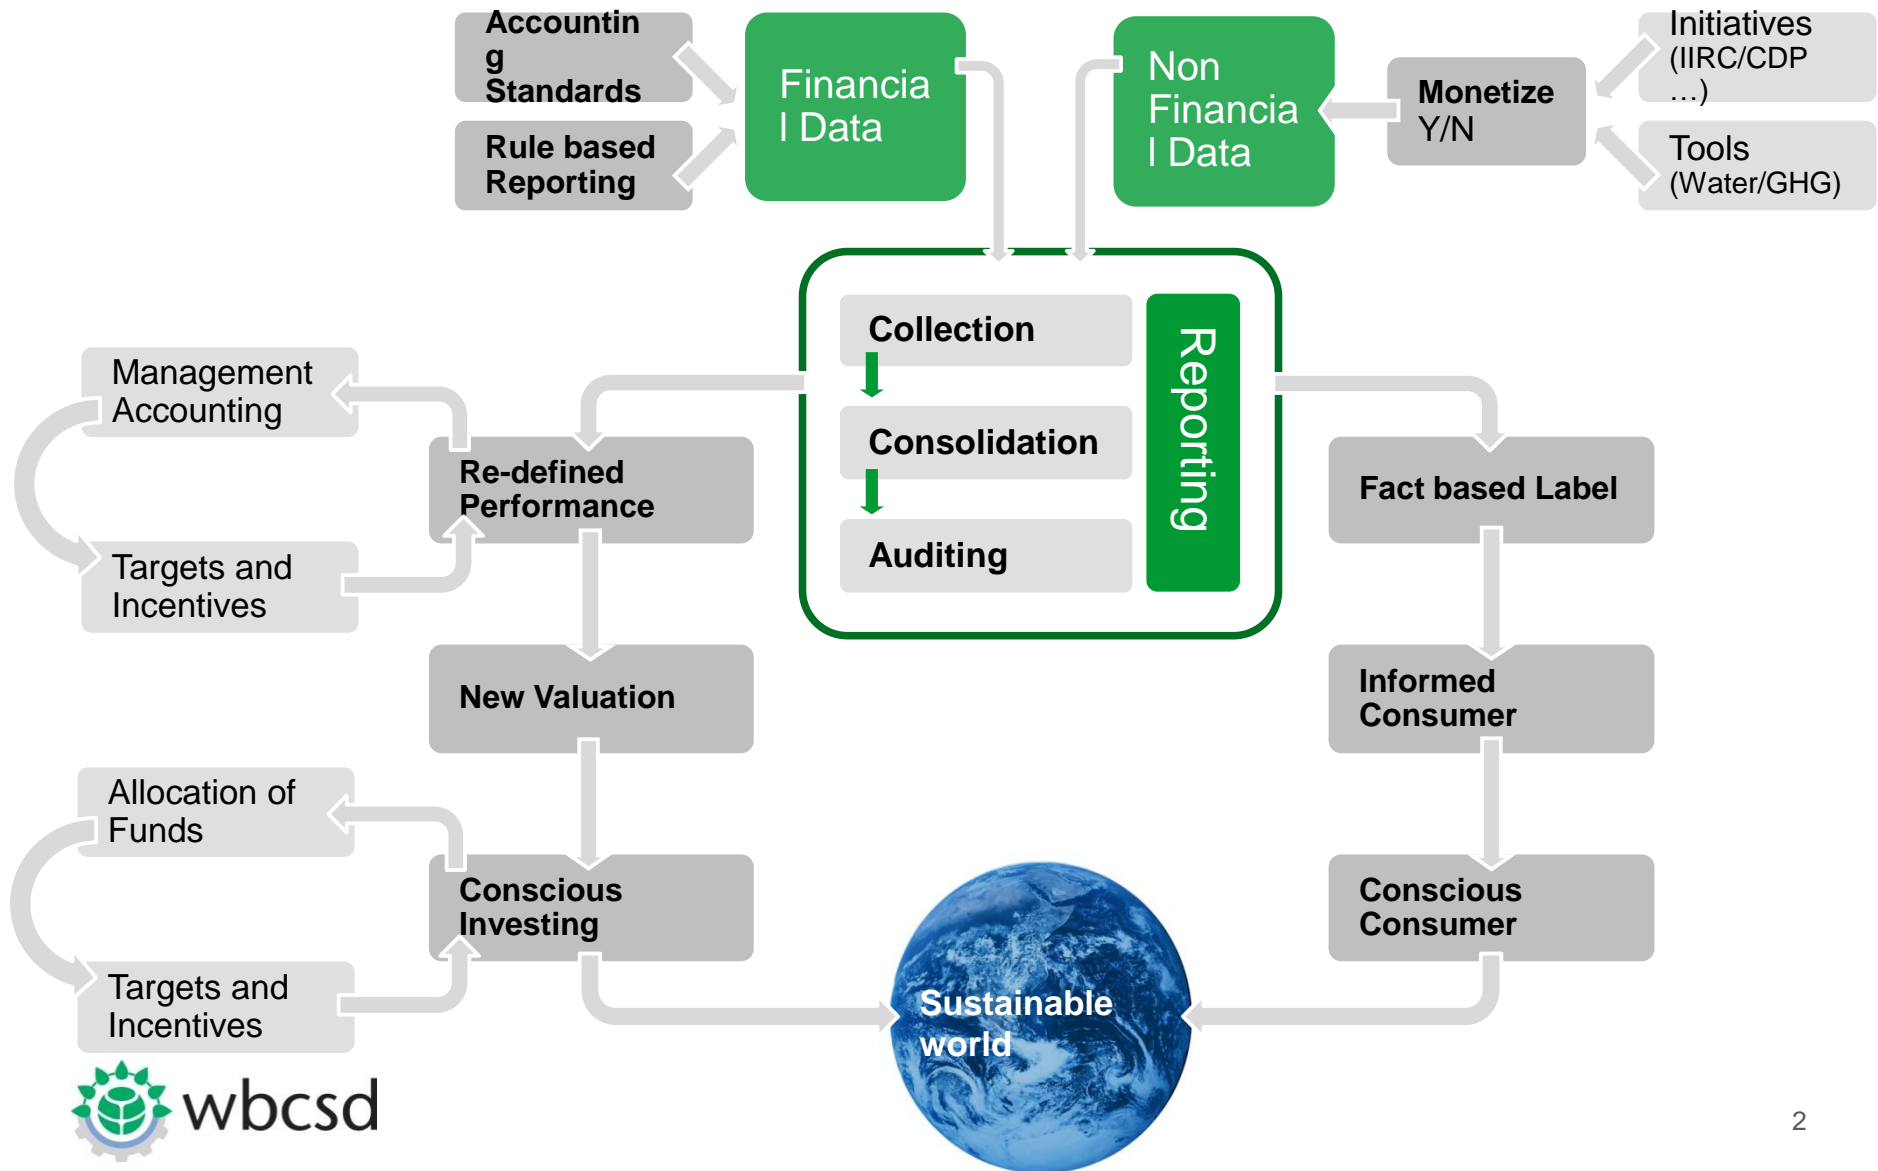 Accountin
g
Standards
Rule based
Reporting
Financia
l Data
Non
Financia
l Data
Monetize
Y/N
Initiatives
(IIRC/CDP
…)
Tools
(Water/GHG)
Collection
Consolidation
Auditing
Reporting
Management
Accounting
Targets and
Incentives
Re-defined
Performance
New Valuation
Allocation of
Funds
Targets and
Incentives
Conscious
Investing
Fact based Label
Informed
Consumer
Conscious
Consumer
Sustainable
world
wbcsd
2